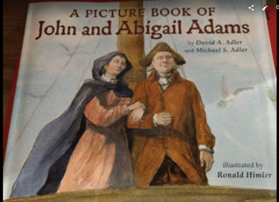 A PICTURE BOOK OF
John and Abigail Adams
by David A. Adler
and Michael S. Adler
illustrated by
Ronald Himler